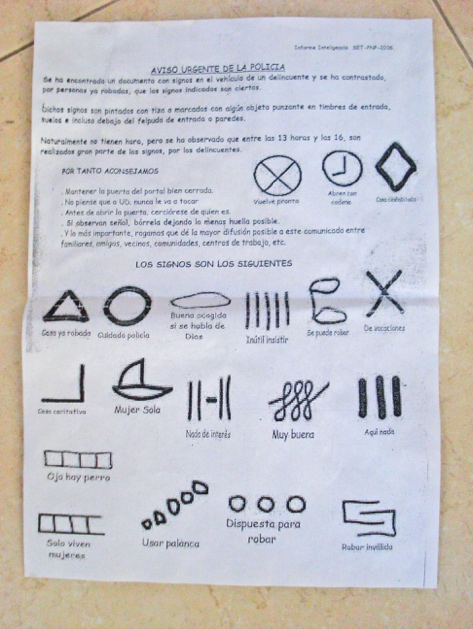 Informe Inteligencia SET-PNP-2006.
AVISO URGENTE DE LA POLICIA
Se ha encontrado un documento con signos en el vehículo de un delincuente y se ha contrastado,
por personas ya robadas, que los signos indicados son ciertos.
Dichos signos son pintados con tiza o marcados con algún objeto punzante en timbres de entrada,
suelos e incluso debajo del felpudo de entrada o paredes.
Naturalmente no tienen hora, pero se ha observado que entre las 13 horas y las 16, son
realizados gran parte de los signos, por los delincuentes.
POR TANTO ACONSEJAMOS
. Mantener la puerta del portal bien cerrada.
. No piense que a UD. nunca le va a tocar
. Antes de abrir la puerta, cerciórese de quien es.
. Si observan señal, bórrela dejando la menos huella posible.
. Y lo más importante, rogamos que dé la mayor difusión posible a este comunicado entre
familiares, amigos, vecinos, comunidades, centros de trabajo, etc.
Vuelve pronto
Abren con
cadena
Casa deshabitada
LOS SIGNOS SON LOS SIGUIENTES
Casa ya robada
Cuidado policía
Buena acogida
si se habla de
Dios
Inútil insistir
Se puede robar
De vacaciones
Casa caritativa
Mujer Sola
Nada de interés
Muy buena
Aquí nada
Ojo hay perro
Solo viven
mujeres
Usar palanca
Dispuesta para
robar
Robar inválida